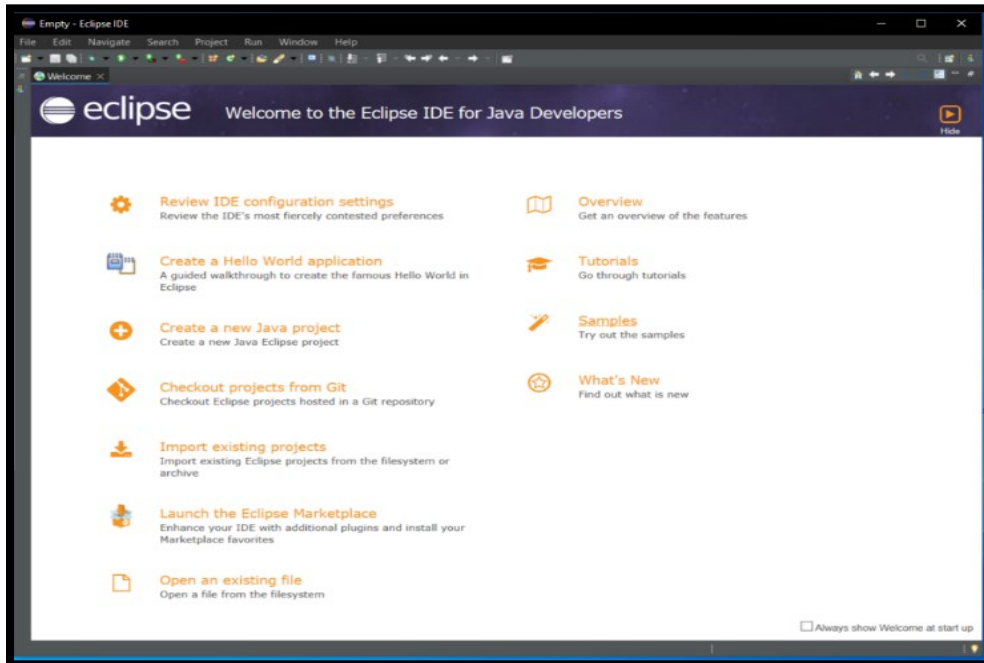 Empty - Eclipse IDE
File Edit Navigate Search Project Run Window Help
Welcome
eclipse Welcome to the Eclipse IDE for Java Developers
Hide
Review IDE configuration settings
Review the IDE's most fiercely contested preferences
Create a Hello World application
A guided walkthrough to create the famous Hello World in
Eclipse
Create a new Java project
Create a new Java Eclipse project
Checkout projects from Git
Checkout Eclipse projects hosted in a Git repository
Import existing projects
Import existing Eclipse projects from the filesystem or
archive
Launch the Eclipse Marketplace
Enhance your IDE with additional plugins and install your
Marketplace favorites
Open an existing file
Open a file from the filesystem
Overview
Get an overview of the features
Tutorials
Go through tutorials
Samples
Try out the samples
What's New
Find out what is new
Always show Welcome at start up